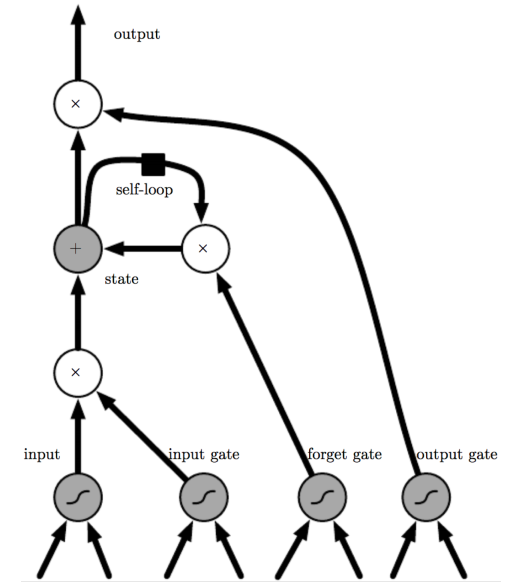 output
×
self-loop
+
×
state
×
input
input gate
forget gate
output gate